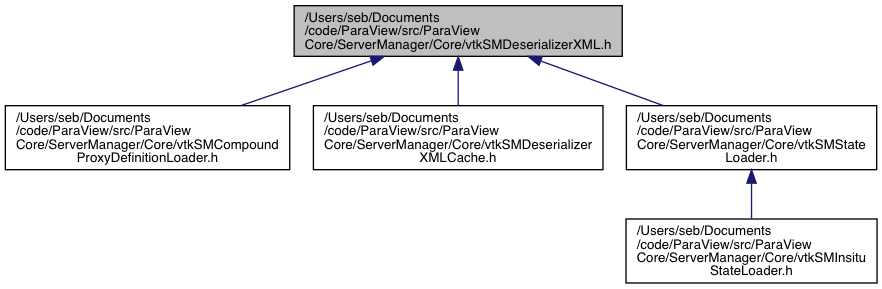 /Users/seb/Documents
/code/ParaView/src/ParaView
Core/ServerManager/Core/vtkSMDeserializerXML.h
/Users/seb/Documents
/code/ParaView/src/ParaView
Core/ServerManager/Core/vtkSMCompound
ProxyDefinitionLoader.h
/Users/seb/Documents
/code/ParaView/src/ParaView
Core/ServerManager/Core/vtkSMDeserializer
XMLCache.h
/Users/seb/Documents
/code/ParaView/src/ParaView
Core/ServerManager/Core/vtkSMState
Loader.h
/Users/seb/Documents
/code/ParaView/src/ParaView
Core/ServerManager/Core/vtkSMInsitu
StateLoader.h